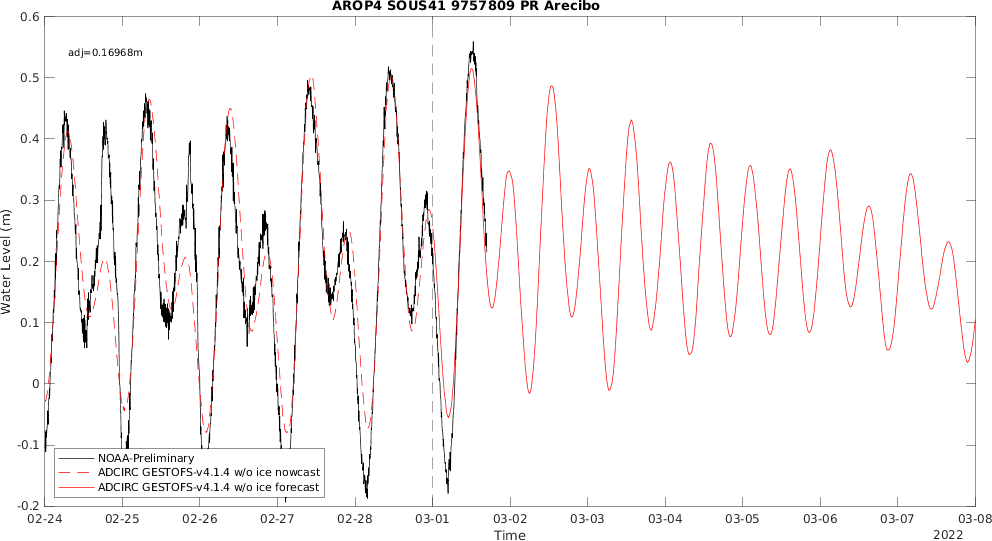 AROP4 SOUS41 9757809 PR Arecibo
adj=0.16968m
0.6
0.5
0.4
0.3
0.2
0.1
0
-0.1
-0.2
Water Level (m)
NOAA-Preliminary
ADCIRC GESTOFS-v4.1.4 w/o ice nowcast
ADCIRC GESTOFS-v4.1.4 w/o ice forecast
02-24 02-25 02-26 02-27 02-28 03-01 03-02 03-03 03-04 03-05 03-06 03-07 03-08
Time
2022